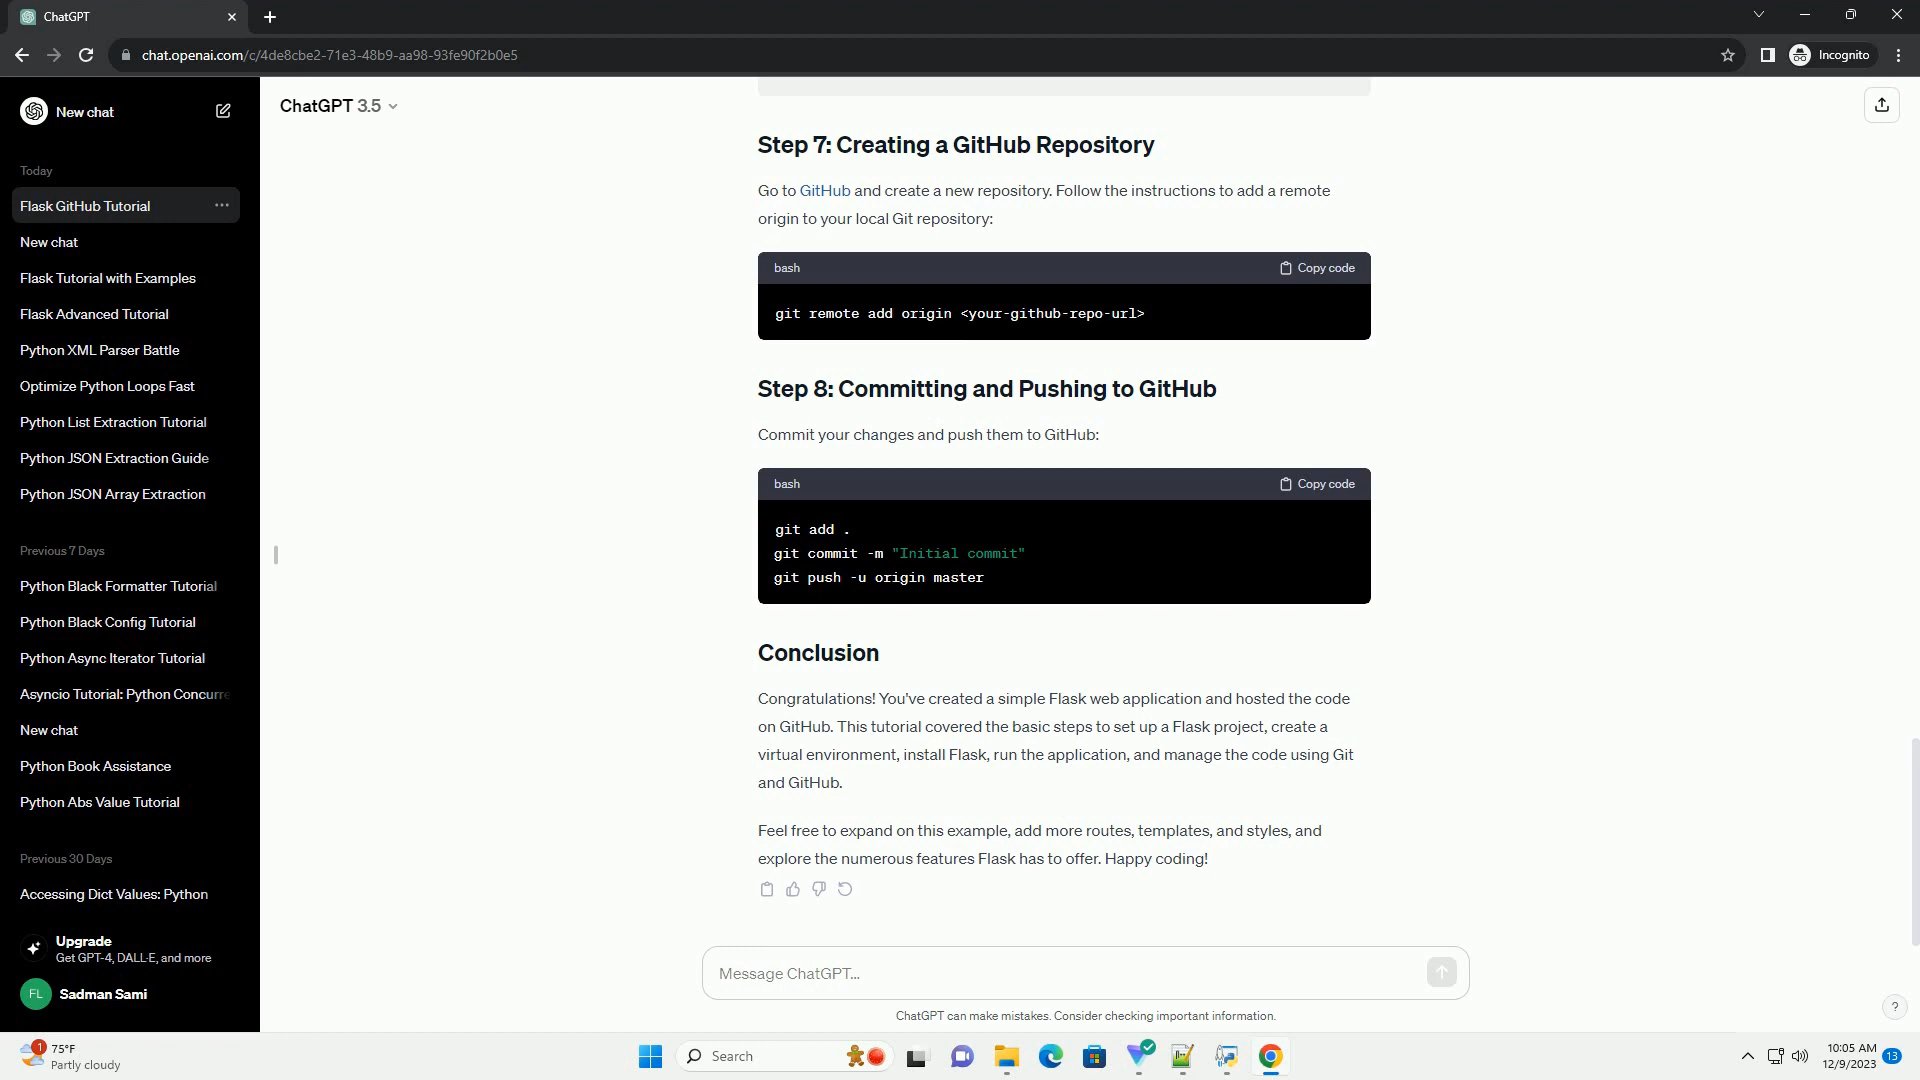 ChatGPT
chat.openai.com/c/4de8cbe2-71e3-48b9-aa98-93fe90f2b0e5
Incognito
New chat
Today
Flask GitHub Tutorial
New chat
Flask Tutorial with Examples
Flask Advanced Tutorial
Python XML Parser Battle
Optimize Python Loops Fast
Python List Extraction Tutorial
Python JSON Extraction Guide
Python JSON Array Extraction
Previous 7 Days
Python Black Formatter Tutorial
Python Black Config Tutorial
Python Async Iterator Tutorial
Asyncio Tutorial: Python Concurre
New chat
Python Book Assistance
Python Abs Value Tutorial
Previous 30 Days
Accessing Dict Values: Python
Upgrade
Get GPT-4, DALL·E, and more
FL
Sadman Sami
ChatGPT 3.5
Step 7: Creating a GitHub Repository
Go to GitHub and create a new repository. Follow the instructions to add a remote
origin to your local Git repository:
bash
Copy code
git remote add origin <your-github-repo-url>
Step 8: Committing and Pushing to GitHub
Commit your changes and push them to GitHub:
bash
Copy code
git add .
git commit -m "Initial commit"
git push -u origin master
Conclusion
Congratulations! You've created a simple Flask web application and hosted the code
on GitHub. This tutorial covered the basic steps to set up a Flask project, create a
virtual environment, install Flask, run the application, and manage the code using Git
and GitHub.
Feel free to expand on this example, add more routes, templates, and styles, and
explore the numerous features Flask has to offer. Happy coding!
Message ChatGPT...
ChatGPT can make mistakes. Consider checking important information.
?
1
75°F
Partly cloudy
Search
10:05 AM
12/9/2023
13